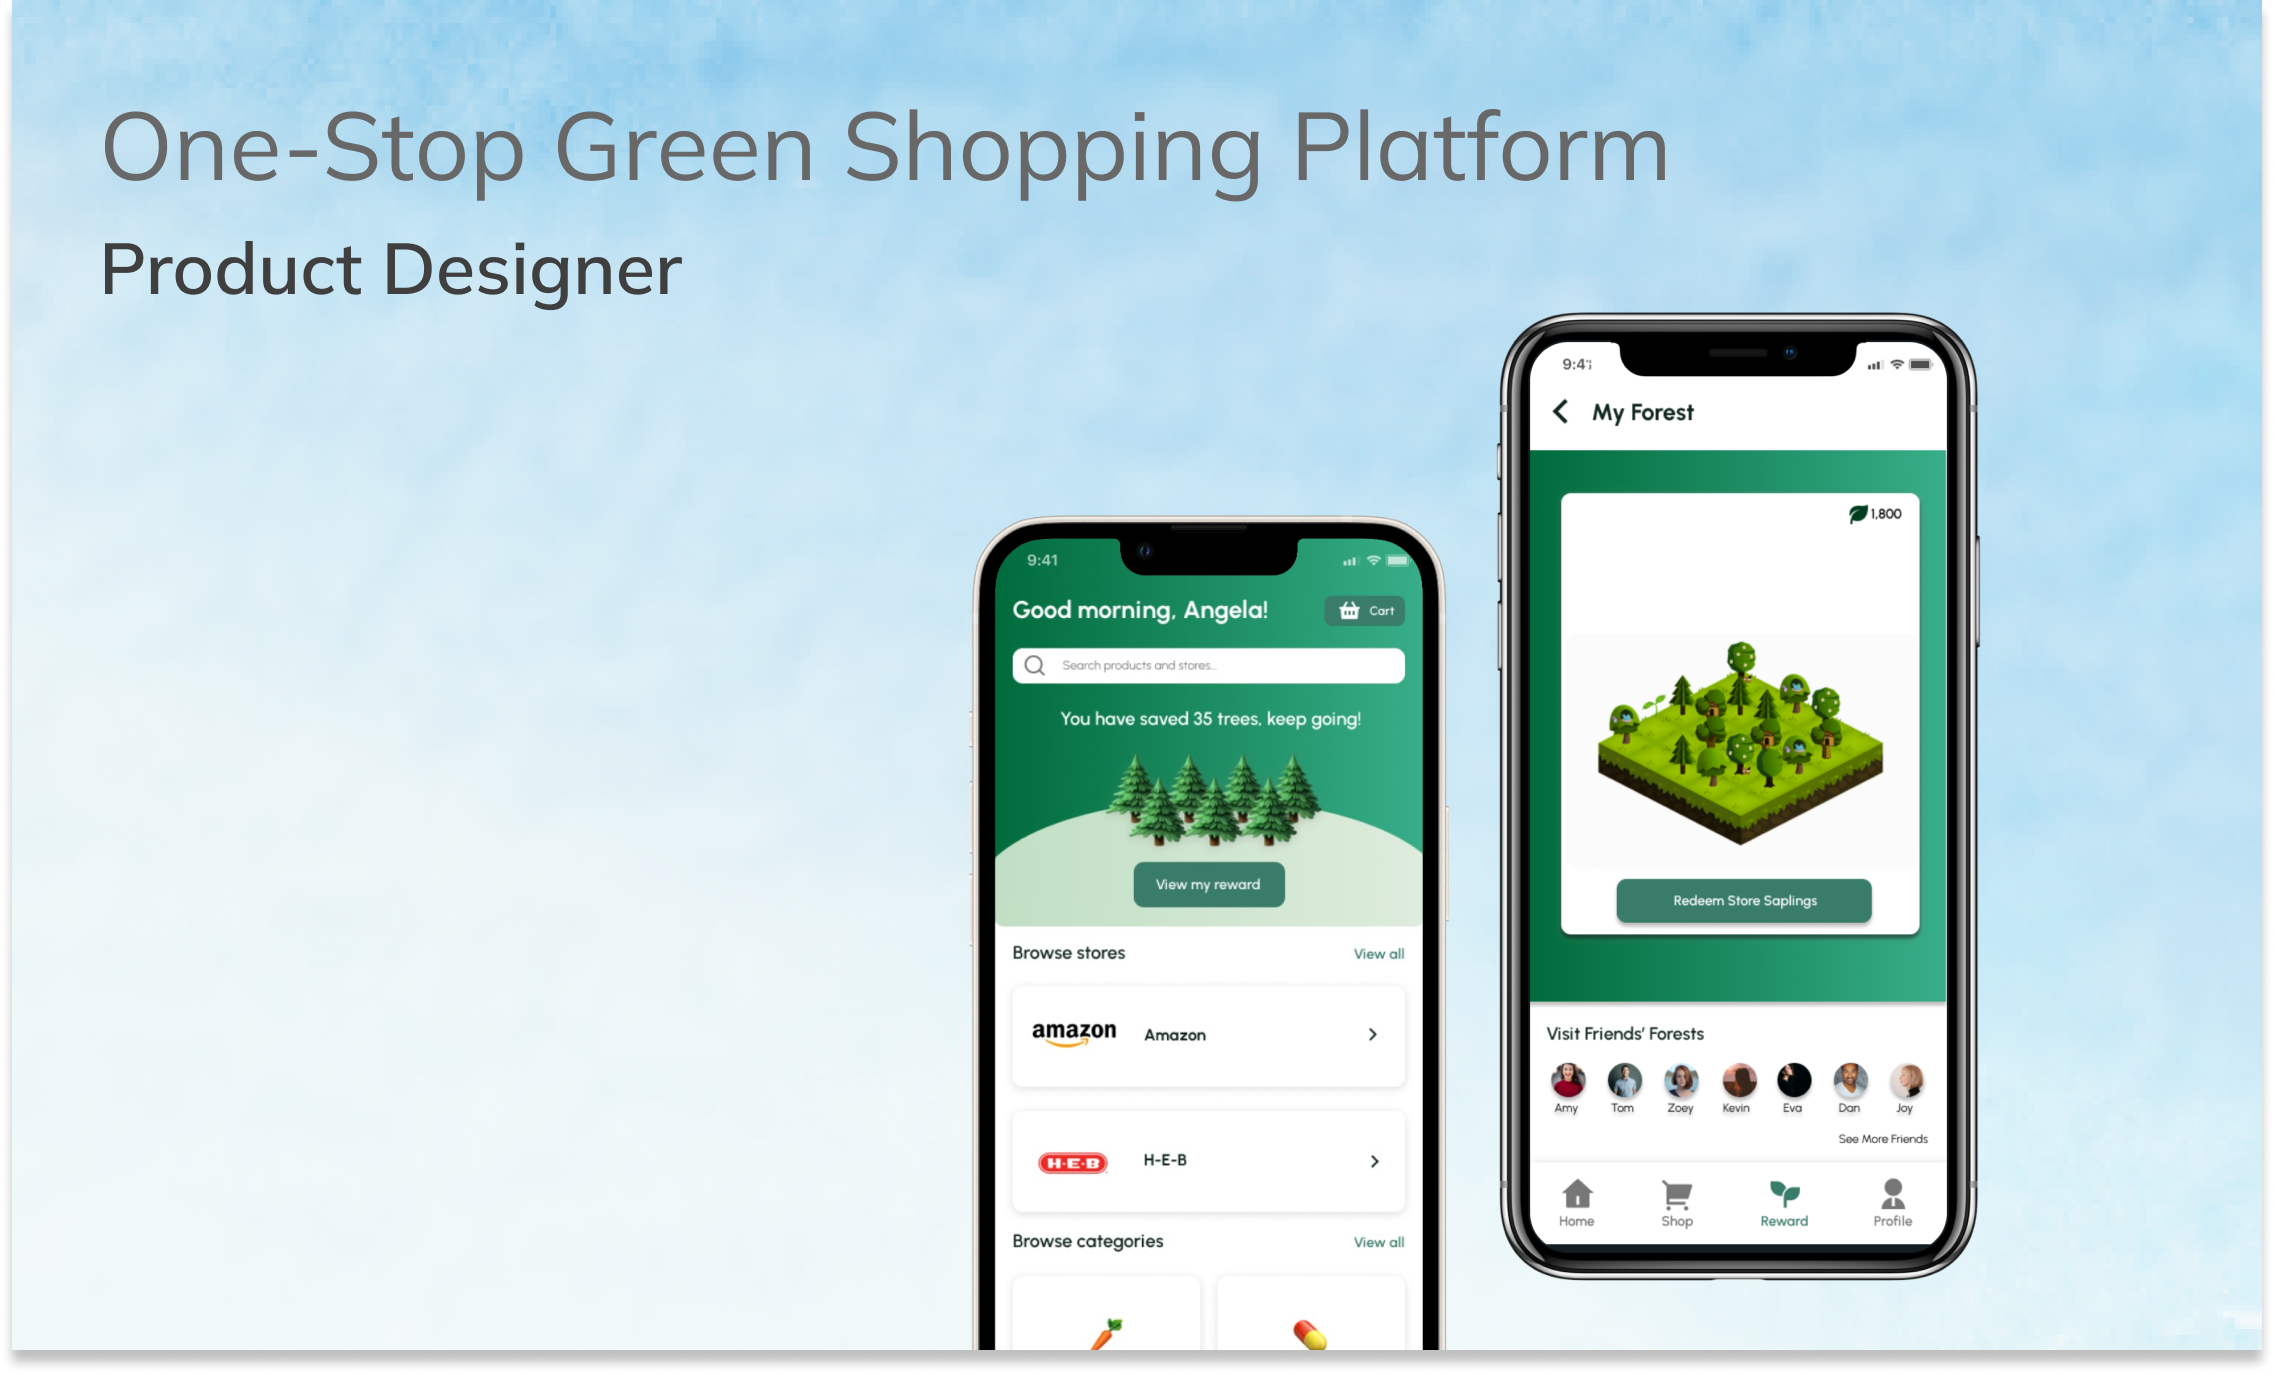 One-Stop Green Shopping Platform
Product Designer
9:41
Good morning, Angela!
Cart
Search products and stores...
You have saved 35 trees, keep going!
View my reward
Browse stores
View all
amazon
Amazon
H-E-B
H-E-B
Browse categories
View all
9:41
My Forest
1,800
Redeem Store Saplings
Visit Friends' Forests
Amy
Tom
Zoey
Kevin
Eva
Dan
Joy
See More Friends
Home
Shop
Reward
Profile